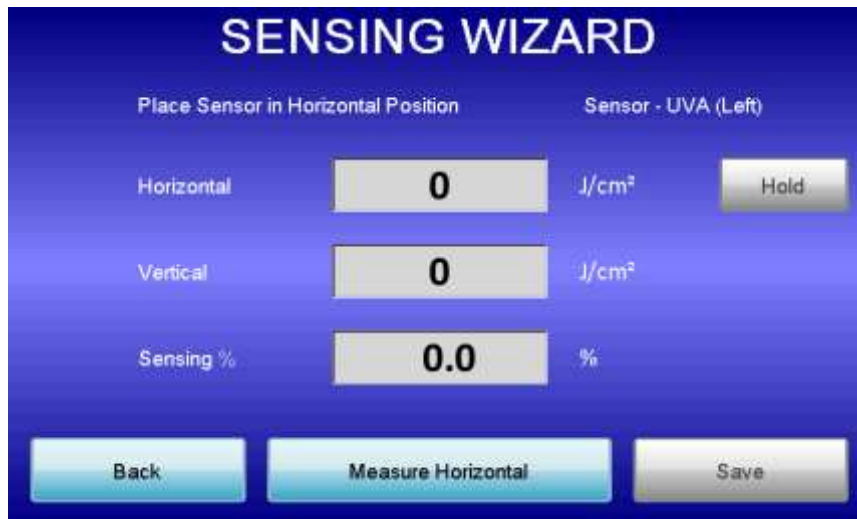 SENSING WIZARD
Place Sensor in Horizontal Position Sensor - UVA (Left)
Horizontal 0 J/cm² Hold
Vertical 0 J/cm²
Sensing % 0.0 %
Back Measure Horizontal Save